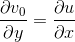 ∂v₀/∂y = ∂u/∂x